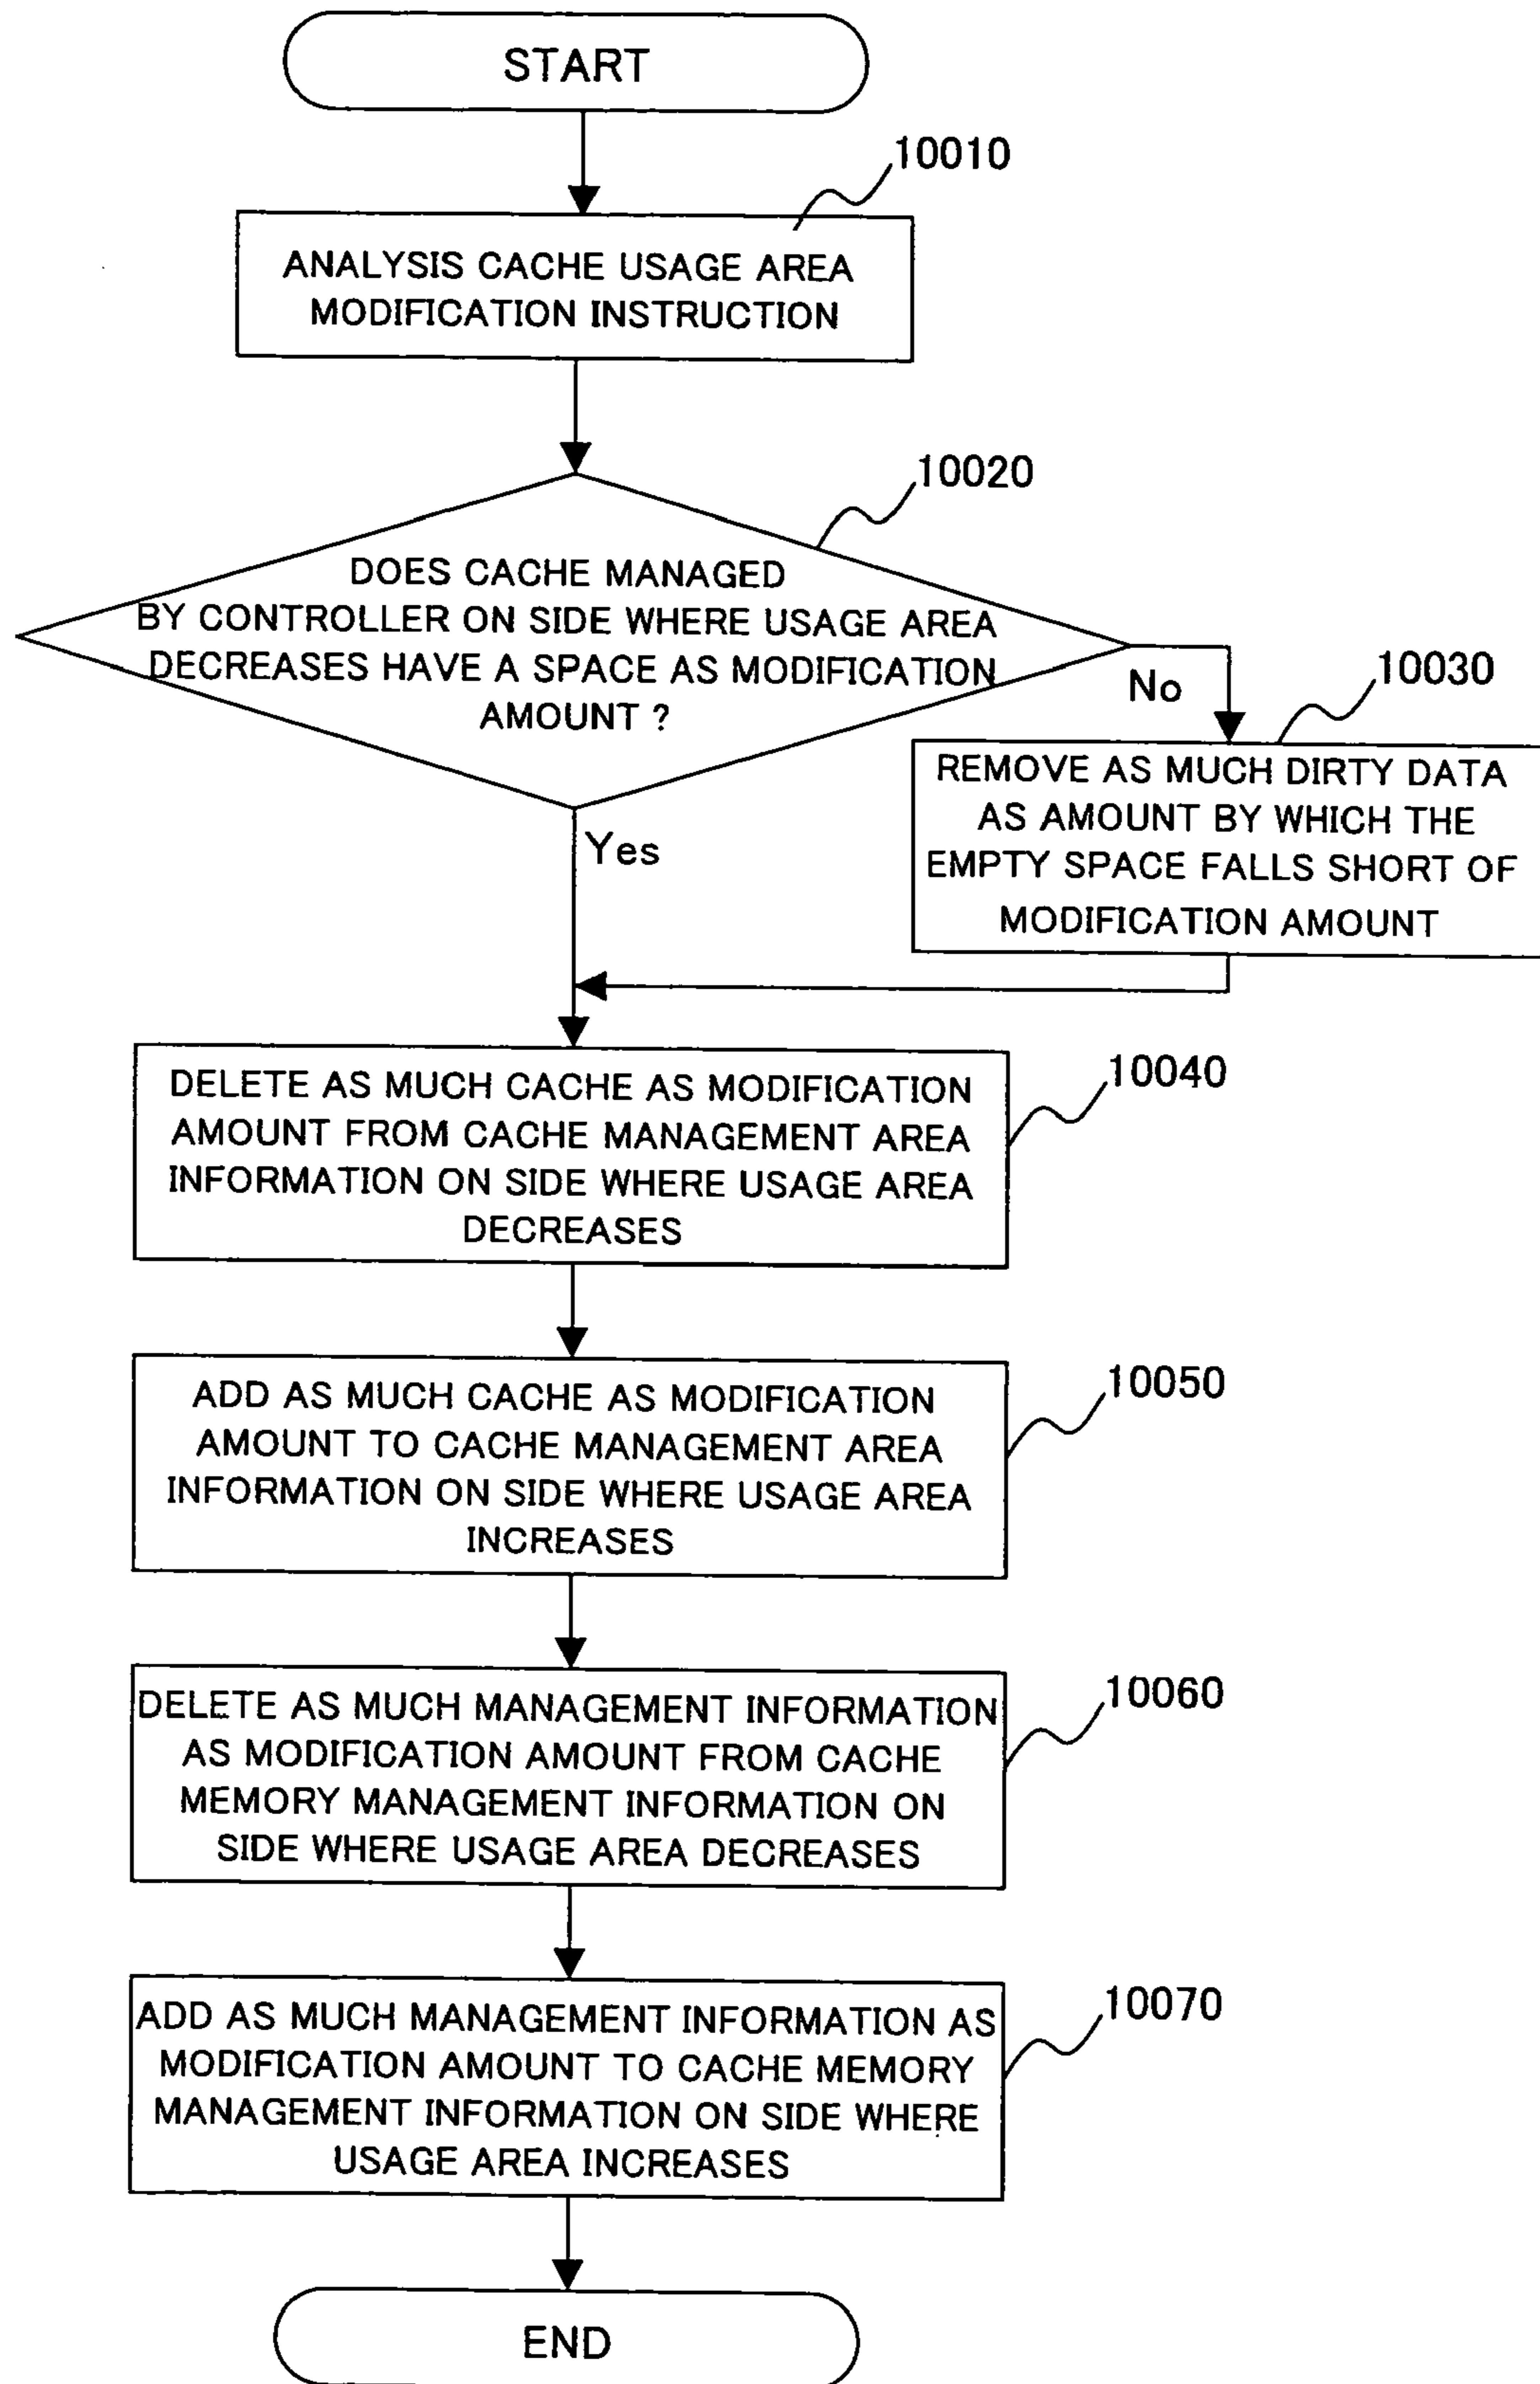 START
10010
ANALYSIS CACHE USAGE AREA
MODIFICATION INSTRUCTION
10020
DOES CACHE MANAGED
BY CONTROLLER ON SIDE WHERE USAGE AREA
DECREASES HAVE A SPACE AS MODIFICATION
AMOUNT ?
No
10030
REMOVE AS MUCH DIRTY DATA
AS AMOUNT BY WHICH THE
EMPTY SPACE FALLS SHORT OF
MODIFICATION AMOUNT
Yes
10040
DELETE AS MUCH CACHE AS MODIFICATION
AMOUNT FROM CACHE MANAGEMENT AREA
INFORMATION ON SIDE WHERE USAGE AREA
DECREASES
10050
ADD AS MUCH CACHE AS MODIFICATION
AMOUNT TO CACHE MANAGEMENT AREA
INFORMATION ON SIDE WHERE USAGE AREA
INCREASES
10060
DELETE AS MUCH MANAGEMENT INFORMATION
AS MODIFICATION AMOUNT FROM CACHE
MEMORY MANAGEMENT INFORMATION ON
SIDE WHERE USAGE AREA DECREASES
10070
ADD AS MUCH MANAGEMENT INFORMATION AS
MODIFICATION AMOUNT TO CACHE MEMORY
MANAGEMENT INFORMATION ON SIDE WHERE
USAGE AREA INCREASES
END